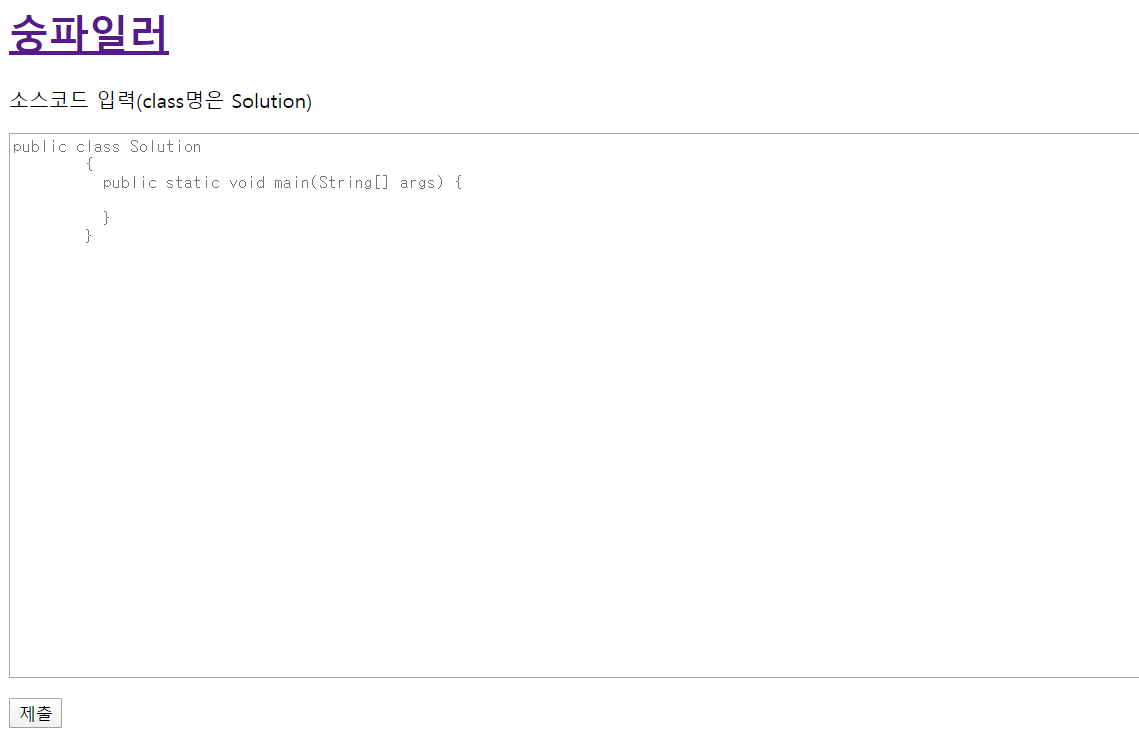 숭파일러
소스코드 입력(class명은 Solution)
public class Solution
{
public static void main(String[] args) {
}
}
제출